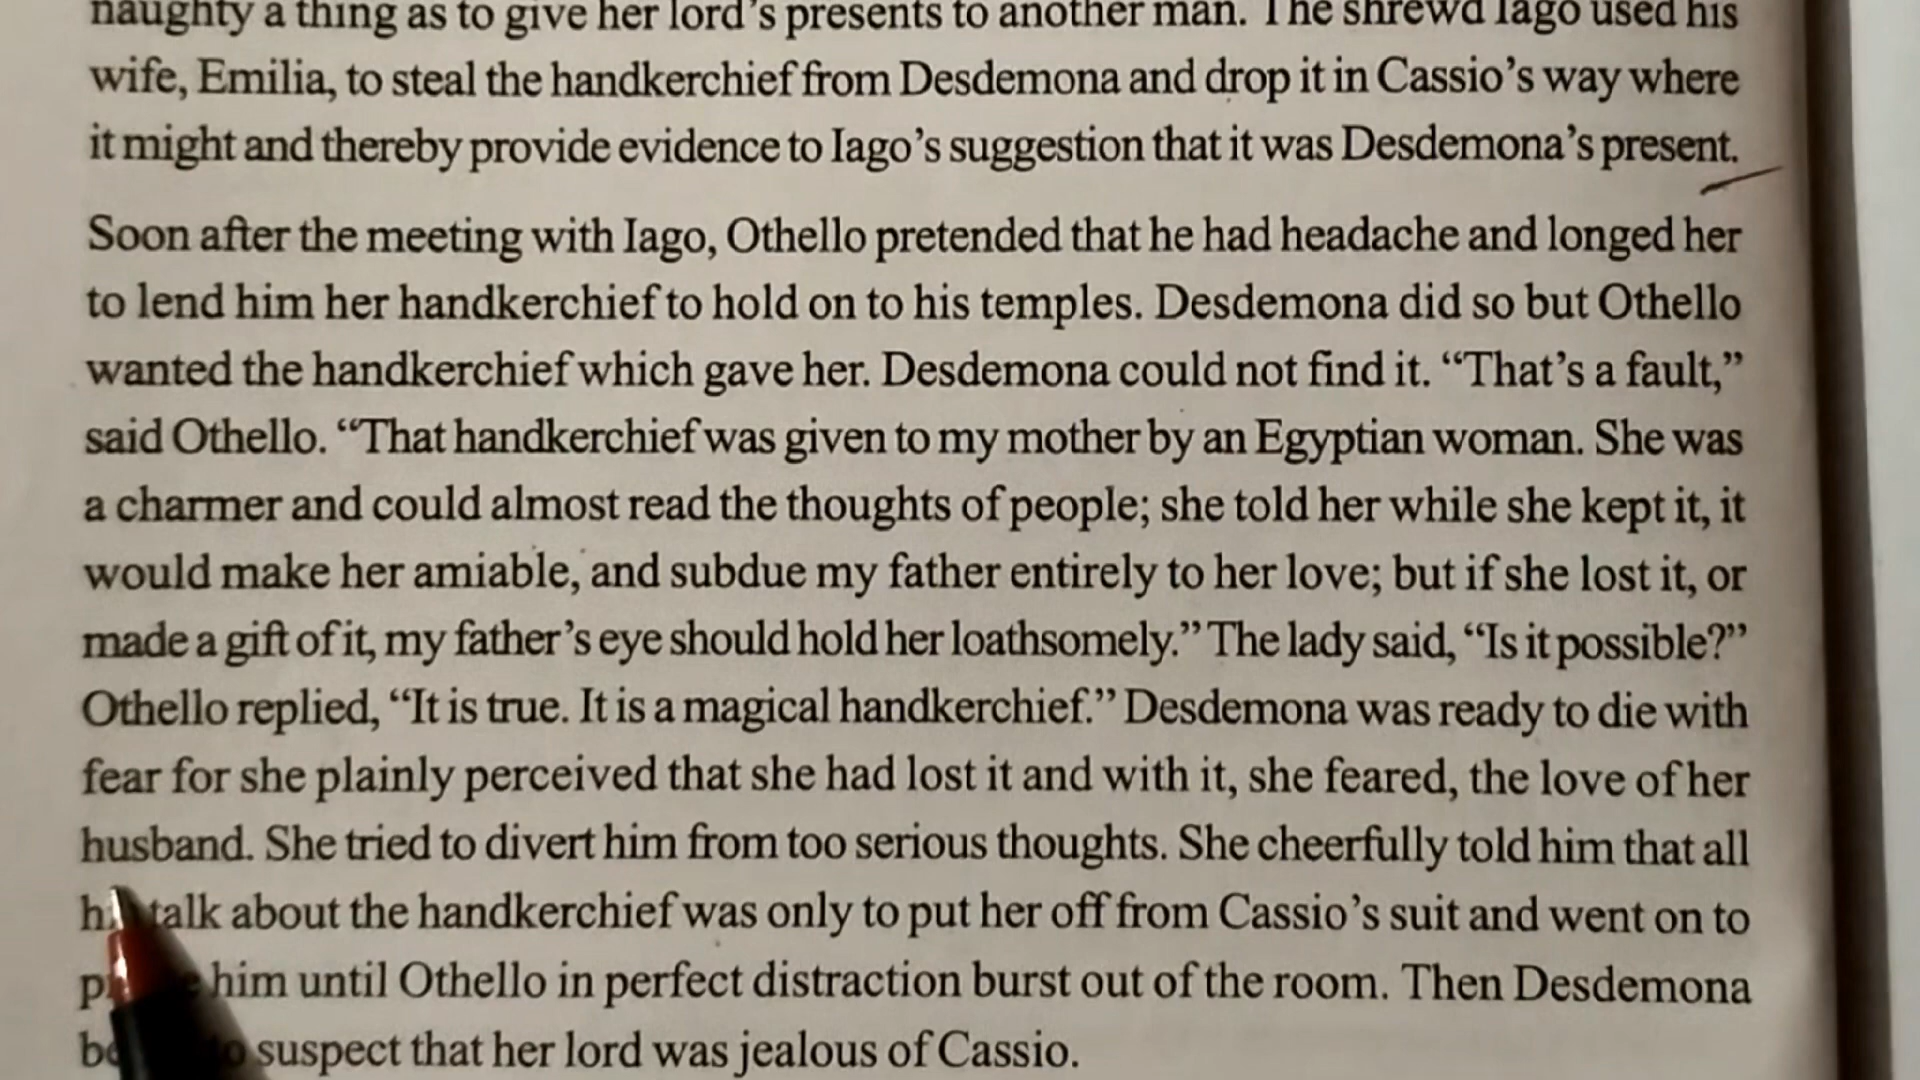 naughty a thing as to give her lord's presents to another man. The shrewd Iago used his
wife, Emilia, to steal the handkerchief from Desdemona and drop it in Cassio's way where
it might and thereby provide evidence to Iago's suggestion that it was Desdemona's present.
Soon after the meeting with Iago, Othello pretended that he had headache and longed her
to lend him her handkerchief to hold on to his temples. Desdemona did so but Othello
wanted the handkerchief which gave her. Desdemona could not find it. “That's a fault,”
said Othello. “That handkerchief was given to my mother by an Egyptian woman. She was
a charmer and could almost read the thoughts of people; she told her while she kept it, it
would make her amiable, and subdue my father entirely to her love; but if she lost it, or
made a gift of it, my father's eye should hold her loathsomely.” The lady said, “Is it possible?”
Othello replied, “It is true. It is a magical handkerchief.” Desdemona was ready to die with
fear for she plainly perceived that she had lost it and with it, she feared, the love of her
husband. She tried to divert him from too serious thoughts. She cheerfully told him that all
talk about the handkerchief was only to put her off from Cassio's suit and went on to
him until Othello in perfect distraction burst out of the room. Then Desdemona
suspect that her lord was jealous of Cassio.